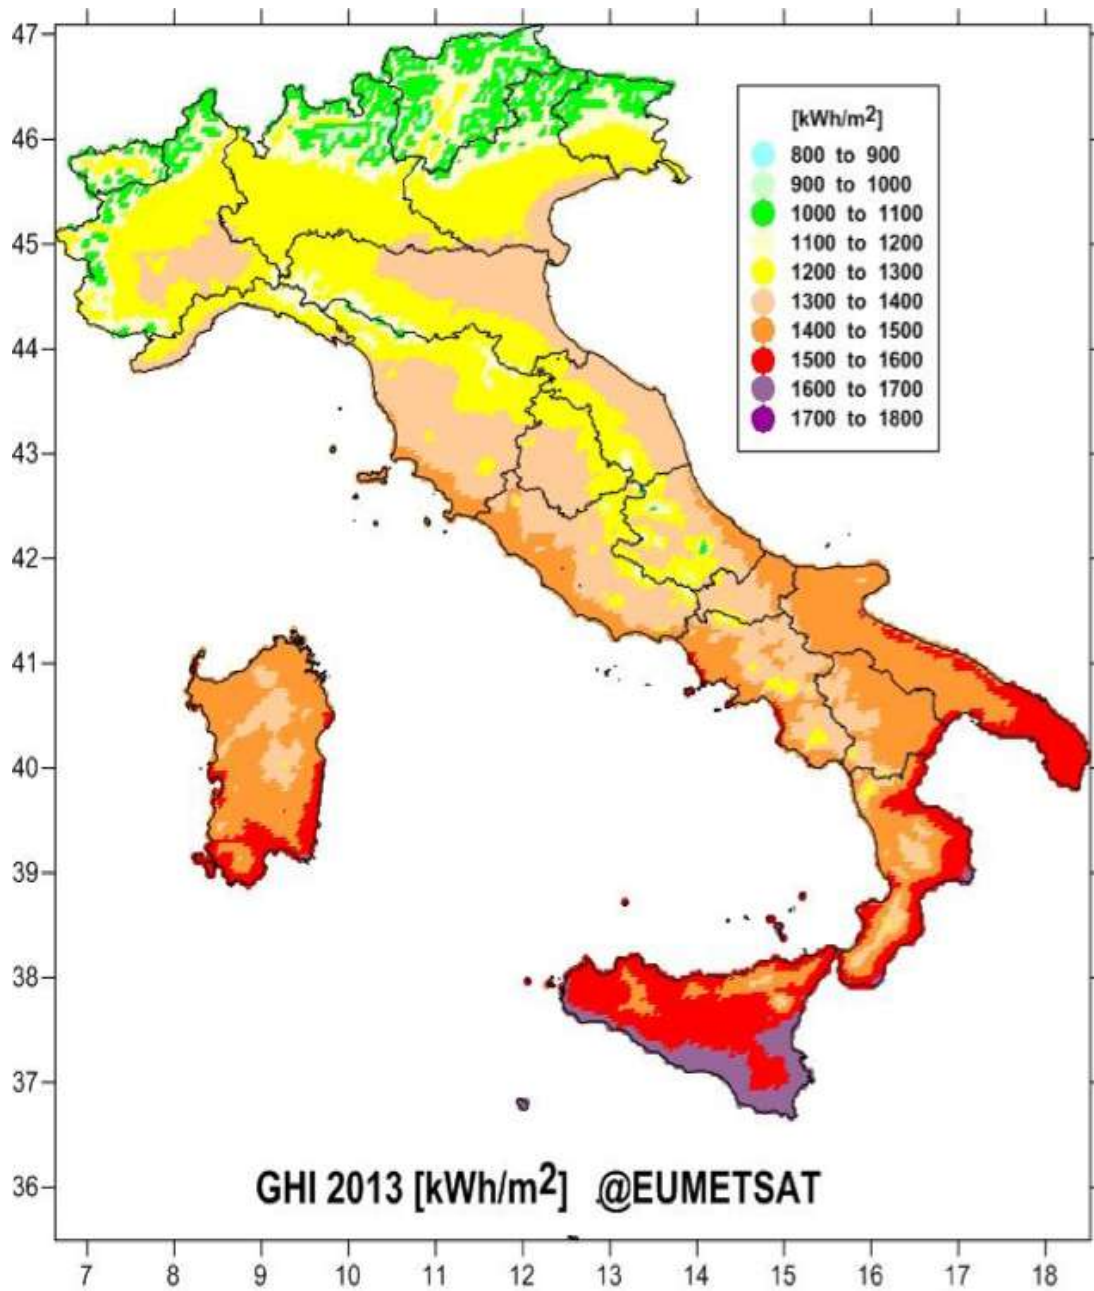 47
46
45
44
43
42
41
40
39
38
37
36
[kWh/m2]
800 to 900
900 to 1000
1000 to 1100
1100 to 1200
1200 to 1300
1300 to 1400
1400 to 1500
1500 to 1600
1600 to 1700
1700 to 1800
GHI 2013 [kWh/m2] @EUMETSAT
7 8 9 10 11 12 13 14 15 16 17 18